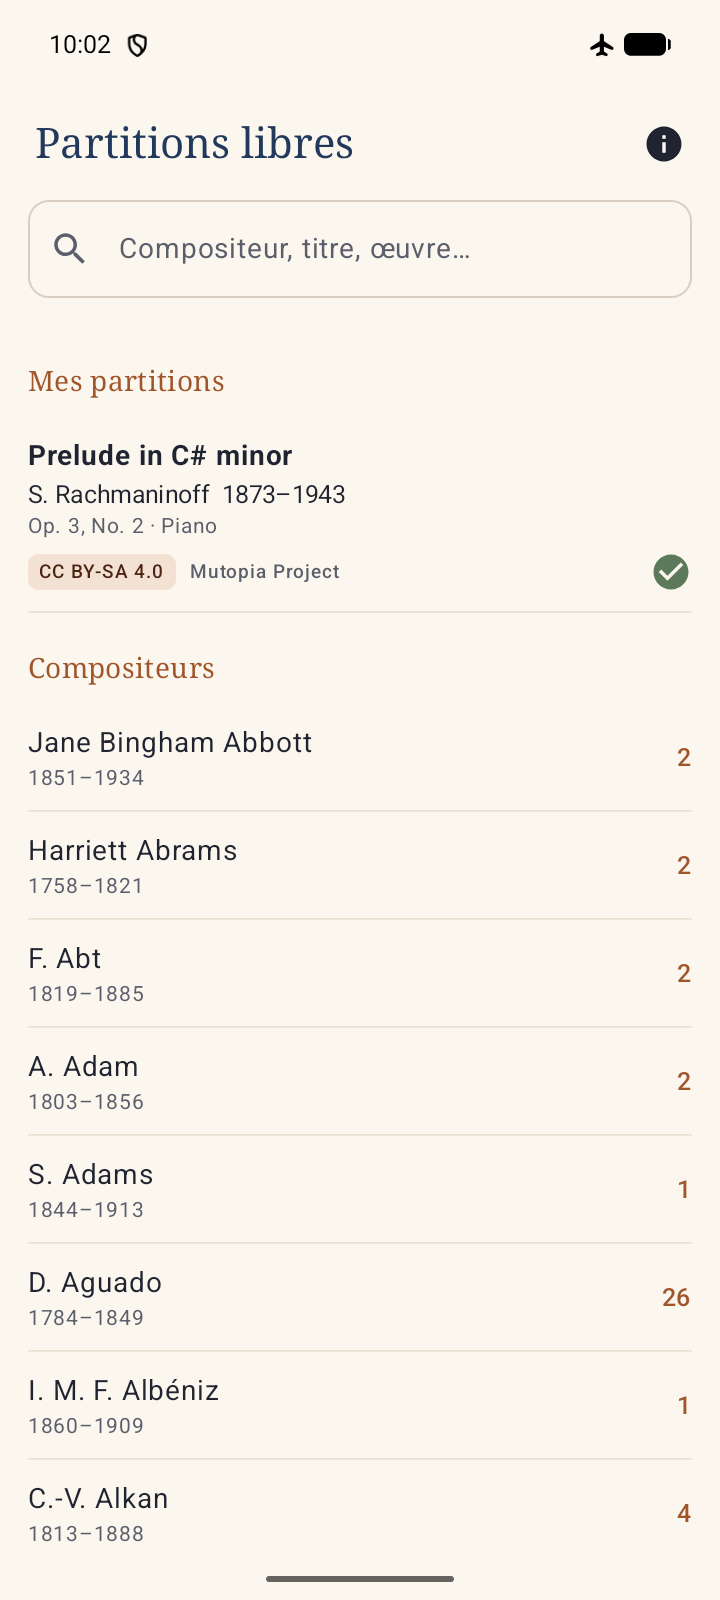 10:02
Partitions libres
Compositeur, titre, œuvre…
Mes partitions
Prelude in C# minor
S. Rachmaninoff 1873–1943
Op. 3, No. 2 · Piano
CC BY-SA 4.0 Mutopia Project
Compositeurs
Jane Bingham Abbott
1851–1934
2
Harriett Abrams
1758–1821
2
F. Abt
1819–1885
2
A. Adam
1803–1856
2
S. Adams
1844–1913
1
D. Aguado
1784–1849
26
I. M. F. Albéniz
1860–1909
1
C.-V. Alkan
1813–1888
4